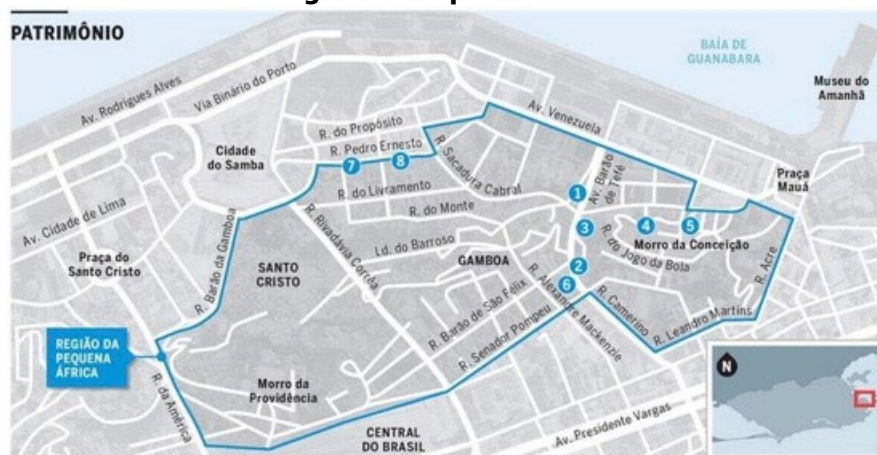 PATRIMÔNIO
BAÍA DE
GUANABARA
Museu do
Amanhã
Av. Rodrigues Alves
Via Binário do Porto
Av. Venezuela
R. do Propósito
Cidade
do Samba
R. Pedro Ernesto
7
8
R. Sacadura Cabral
Av. Barão
de Tefé
Praça
Mauá
1
R. do Livramento
R. do Monte
Av. Cidade de Lima
R. Barão da Gamboa
R. Rivadávia Corrêa
3
4
5
Morro da Conceição
R. do Jogo da Bola
Ld. do Barroso
GAMBOA
Praça do
Santo Cristo
SANTO
CRISTO
2
6
R. Acre
R. Barão de São Félix
R. Alexandre Mackenzie
R. Camerino
R. Leandro Martins
R. Senador Pompeu
REGIÃO DA
PEQUENA
ÁFRICA
R. da América
Morro da
Providência
N
CENTRAL
DO BRASIL
Av. Presidente Vargas